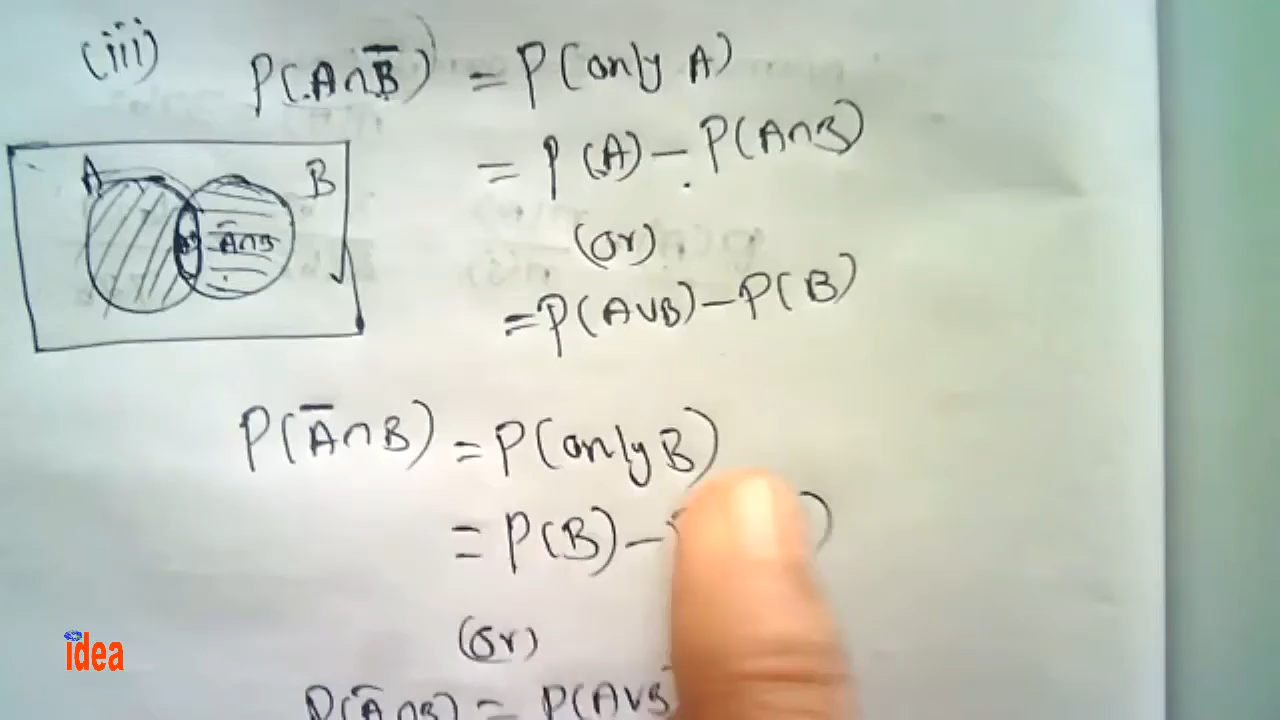 (iii) P(A∩B̅) = P(only A)
= P(A) – P(A∩B)
(or)
= P(A∪B) – P(B)
A
B
A̅∩B
P(A̅∩B) = P(only B)
= P(B) –
(or)
P(A̅∩B) = P(A∪B
idea